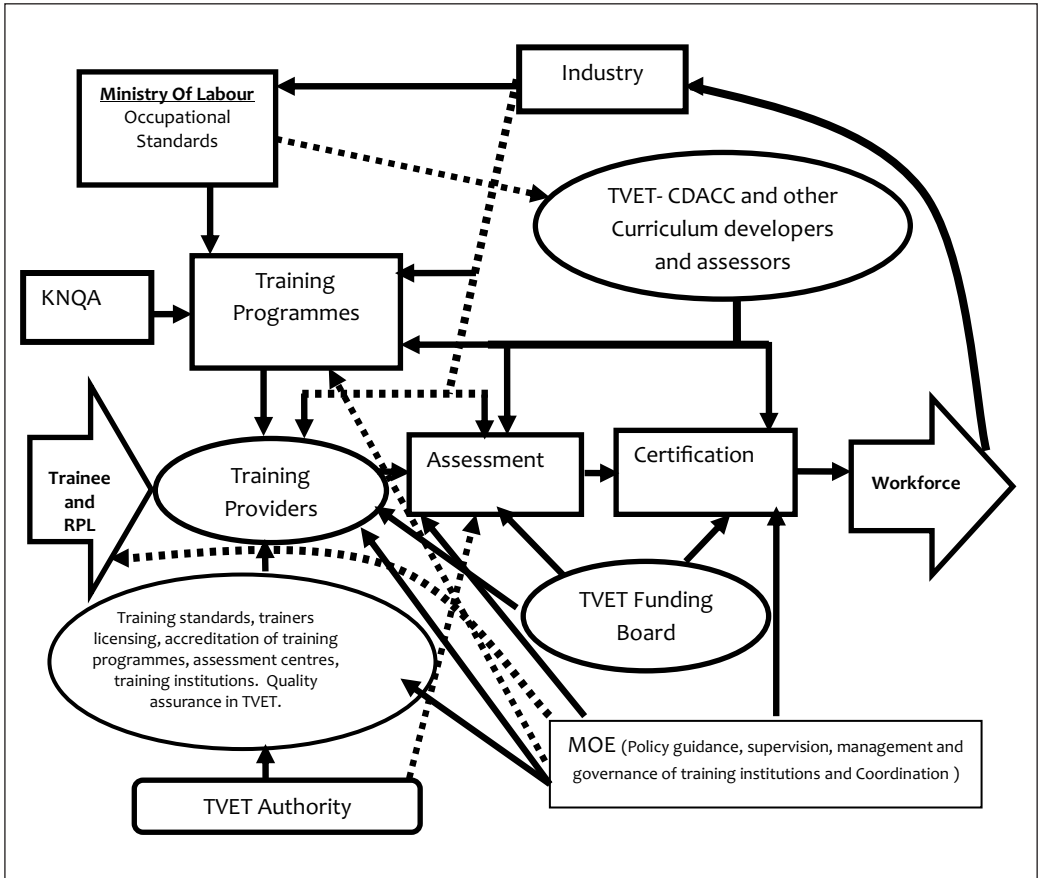 Industry
Ministry Of Labour
Occupational
Standards
TVET- CDACC and other
Curriculum developers
and assessors
Training
Programmes
KNQA
Trainee
and
RPL
Training
Providers
Assessment
Certification
Workforce
TVET Funding
Board
Training standards, trainers
licensing, accreditation of training
programmes, assessment centres,
training institutions. Quality
assurance in TVET.
MOE (Policy guidance, supervision, management and
governance of training institutions and Coordination )
TVET Authority